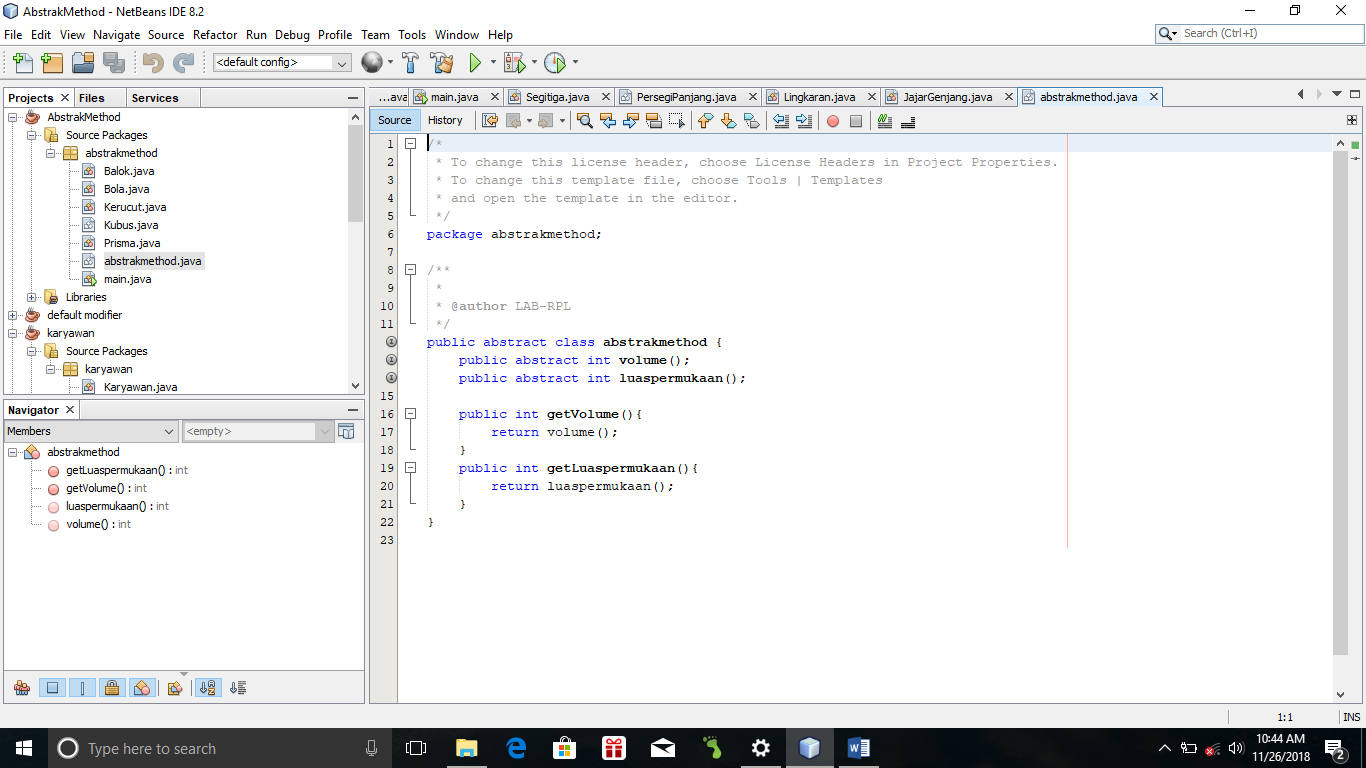 AbstrakMethod - NetBeans IDE 8.2
File Edit View Navigate Source Refactor Run Debug Profile Team Tools Window Help
Search (Ctrl+I)
<default config>
Projects Files Services
AbstrakMethod
Source Packages
abstrakmethod
Balok.java
Bola.java
Kerucut.java
Kubus.java
Prisma.java
abstrakmethod.java
main.java
Libraries
default modifier
karyawan
Source Packages
karyawan
Karyawan.java
Navigator
Members <empty>
abstrakmethod
getLuaspermukaan() : int
getVolume() : int
luaspermukaan() : int
volume() : int
...ava main.java Segitiga.java PersegiPanjang.java Lingkaran.java JajarGenjang.java abstrakmethod.java
Source History
1 /*
2 * To change this license header, choose License Headers in Project Properties.
3 * To change this template file, choose Tools | Templates
4 * and open the template in the editor.
5 */
6 package abstrakmethod;
7
8 /**
9 *
10 * @author LAB-RPL
11 */
public abstract class abstrakmethod {
public abstract int volume();
public abstract int luaspermukaan();
15
16 public int getVolume(){
17 return volume();
18 }
19 public int getLuaspermukaan(){
20 return luaspermukaan();
21 }
22 }
23
1:1 INS
Type here to search
10:44 AM
11/26/2018
2